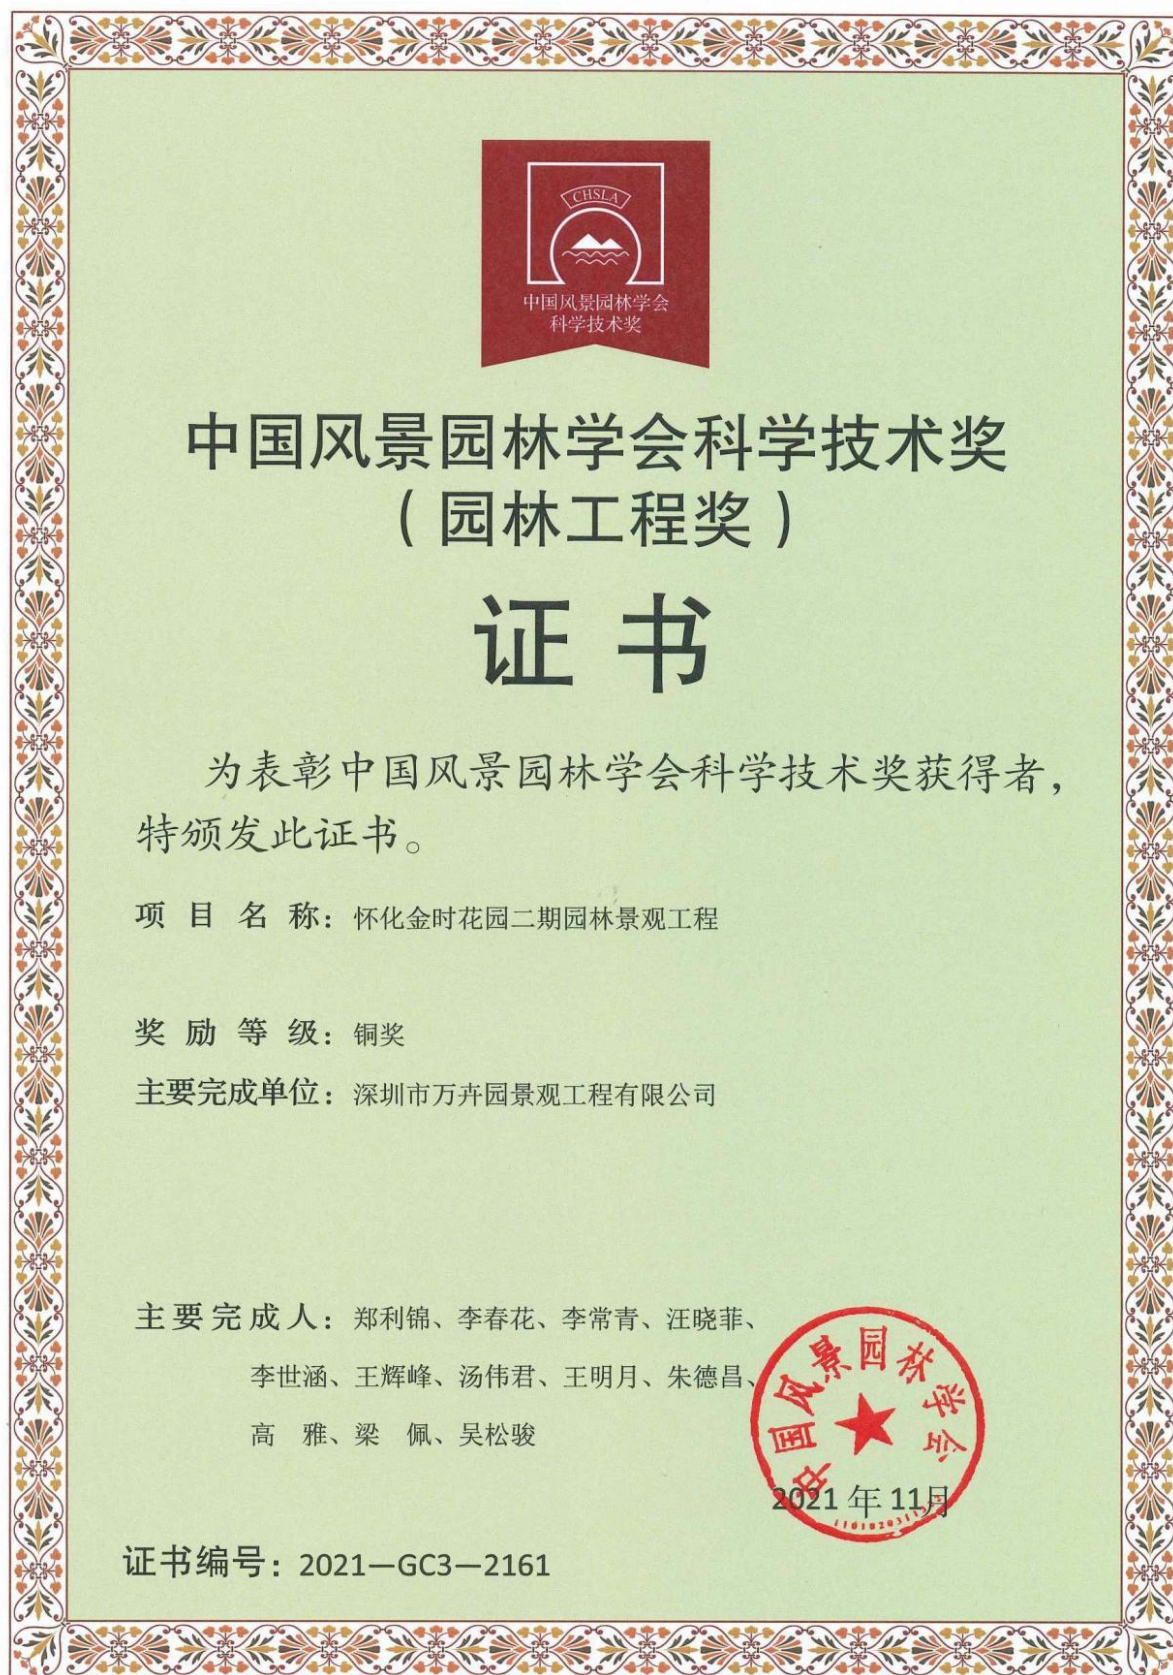 CHSLA
中国风景园林学会
科学技术奖
中国风景园林学会科学技术奖
(园林工程奖)
证书
为表彰中国风景园林学会科学技术奖获得者，
特颁发此证书。
项目名称：怀化金时花园二期园林景观工程
奖励等级：铜奖
主要完成单位：深圳市万卉园景观工程有限公司
主要完成人：郑利锦、李春花、李常青、汪晓菲、
李世涵、王辉峰、汤伟君、王明月、朱德昌、
高　雅、梁　佩、吴松骏
中国风景园林学会
2021年11月
证书编号：2021—GC3—2161